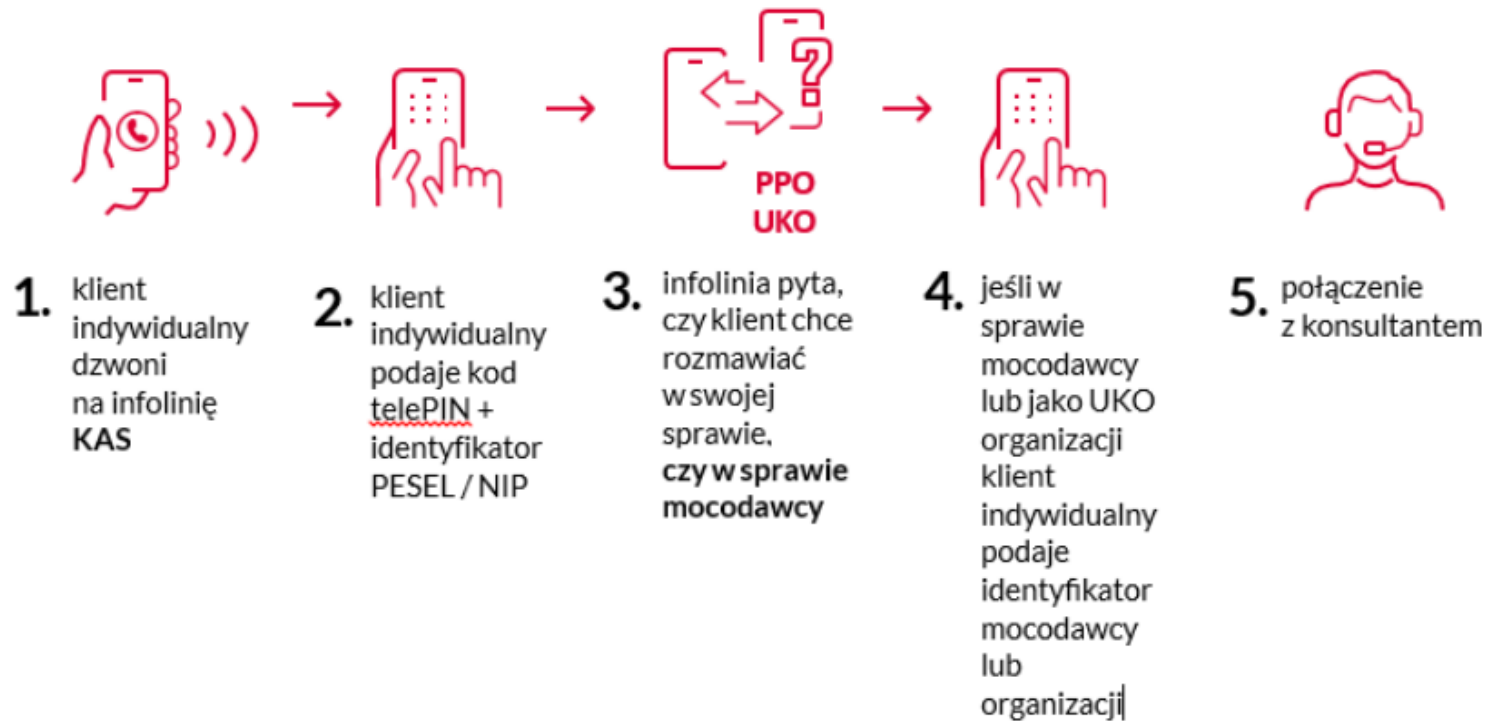 PPO
UKO
1. klient
indywidualny
dzwoni
na infolinię
KAS
2. klient
indywidualny
podaje kod
telePIN +
identyfikator
PESEL / NIP
3. infolinia pyta,
czy klient chce
rozmawiać
w swojej
sprawie,
czy w sprawie
mocodawcy
4. jeśli w
sprawie
mocodawcy
lub jako UKO
organizacji
klient
indywidualny
podaje
identyfikator
mocodawcy
lub
organizacji
5. połączenie
z konsultantem